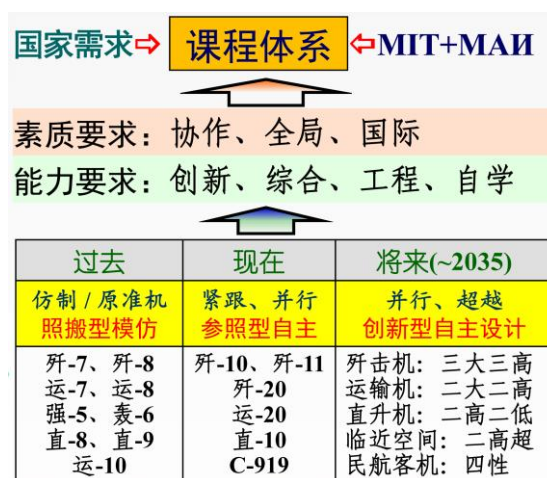 国家需求⇨ 课程体系 ⇦MIT+МАИ
素质要求：协作、全局、国际
能力要求：创新、综合、工程、自学
过去 现在 将来(~2035)
仿制 / 原准机 紧跟、并行 并行、超越
照搬型模仿 参照型自主 创新型自主设计
歼-7、歼-8 歼-10、歼-11 歼击机：三大三高
运-7、运-8 歼-20 运输机：二大二高
强-5、轰-6 运-20 直升机：二高二低
直-8、直-9 直-10 临近空间：二高超
运-10 C-919 民航客机：四性